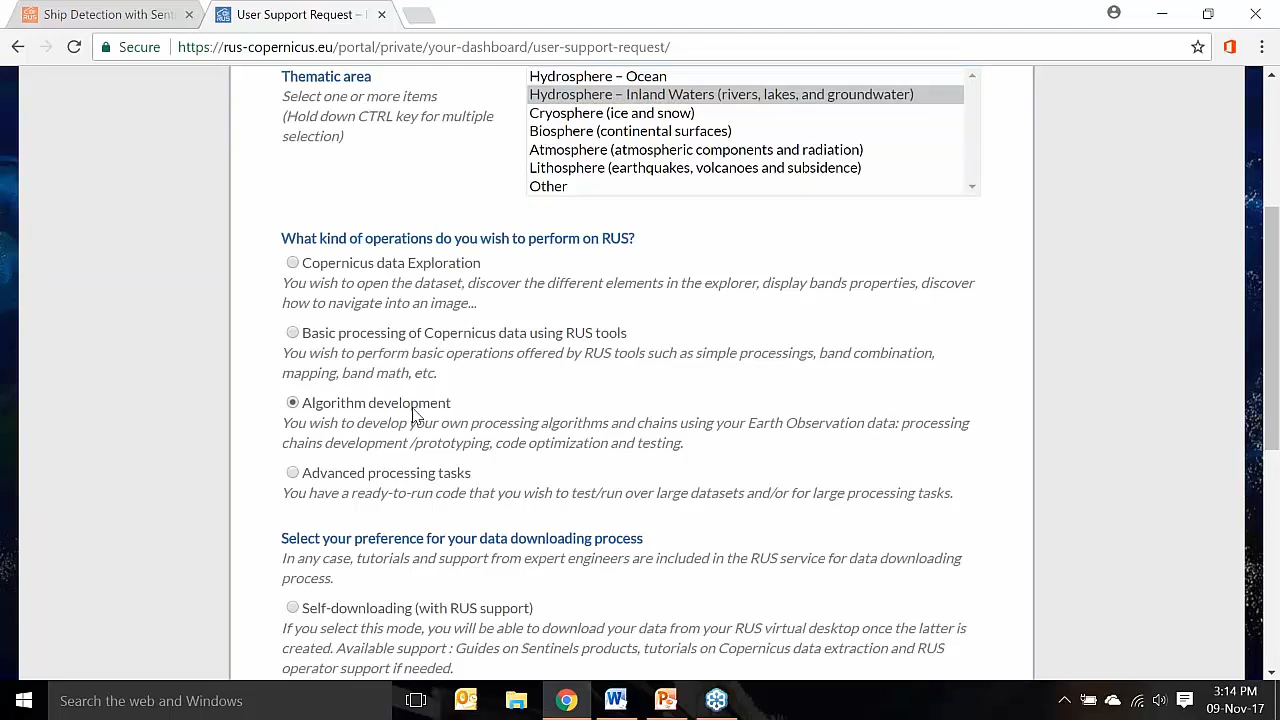 Ship Detection with Senti
User Support Request –
Secure
https://rus-copernicus.eu/portal/private/your-dashboard/user-support-request/
Thematic area
Select one or more items
(Hold down CTRL key for multiple
selection)
Hydrosphere – Ocean
Hydrosphere – Inland Waters (rivers, lakes, and groundwater)
Cryosphere (ice and snow)
Biosphere (continental surfaces)
Atmosphere (atmospheric components and radiation)
Lithosphere (earthquakes, volcanoes and subsidence)
Other
What kind of operations do you wish to perform on RUS?
Copernicus data Exploration
You wish to open the dataset, discover the different elements in the explorer, display bands properties, discover
how to navigate into an image...
Basic processing of Copernicus data using RUS tools
You wish to perform basic operations offered by RUS tools such as simple processings, band combination,
mapping, band math, etc.
Algorithm development
You wish to develop your own processing algorithms and chains using your Earth Observation data: processing
chains development /prototyping, code optimization and testing.
Advanced processing tasks
You have a ready-to-run code that you wish to test/run over large datasets and/or for large processing tasks.
Select your preference for your data downloading process
In any case, tutorials and support from expert engineers are included in the RUS service for data downloading
process.
Self-downloading (with RUS support)
If you select this mode, you will be able to download your data from your RUS virtual desktop once the latter is
created. Available support : Guides on Sentinels products, tutorials on Copernicus data extraction and RUS
operator support if needed.
Search the web and Windows
3:14 PM
09-Nov-17